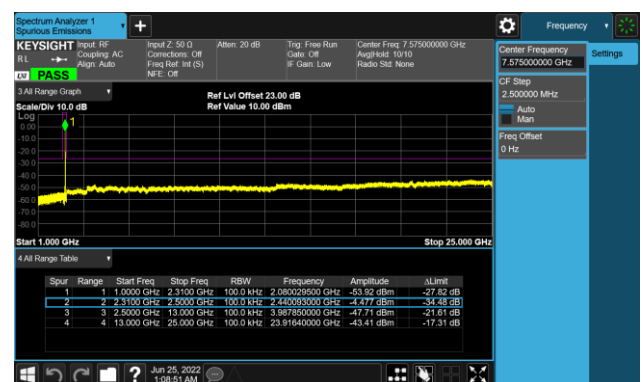 Spectrum Analyzer 1
Spurious Emissions
Frequency
KEYSIGHT
R L
PASS
Input: RF
Coupling: AC
Align: Auto
Input Z: 50 Ω
Corrections: Off
Freq Ref: Int (S)
NFE: Off
Atten: 20 dB
Trig: Free Run
Gate: Off
IF Gain: Low
Center Freq: 7.575000000 GHz
Avg|Hold: 10/10
Radio Std: None
Center Frequency
7.575000000 GHz
Settings
CF Step
2.500000 MHz
Auto
Man
Freq Offset
0 Hz
3 All Range Graph
Scale/Div 10.0 dB
Ref Lvl Offset 23.00 dB
Ref Value 10.00 dBm
Log
0.00
-10.0
-20.0
-30.0
-40.0
-50.0
-60.0
-70.0
-80.0
1
Start 1.000 GHz
Stop 25.000 GHz
4 All Range Table
Spur Range Start Freq Stop Freq RBW Frequency Amplitude ΔLimit
1 1 1.0000 GHz 2.3100 GHz 100.0 kHz 2.080029500 GHz -53.92 dBm -27.82 dB
2 2 2.3100 GHz 2.5000 GHz 100.0 kHz 2.440093000 GHz -4.477 dBm -34.48 dB
3 3 2.5000 GHz 13.000 GHz 100.0 kHz 3.987850000 GHz -47.71 dBm -21.61 dB
4 4 13.000 GHz 25.000 GHz 100.0 kHz 23.91640000 GHz -43.41 dBm -17.31 dB
?
Jun 25, 2022
1:08:51 AM